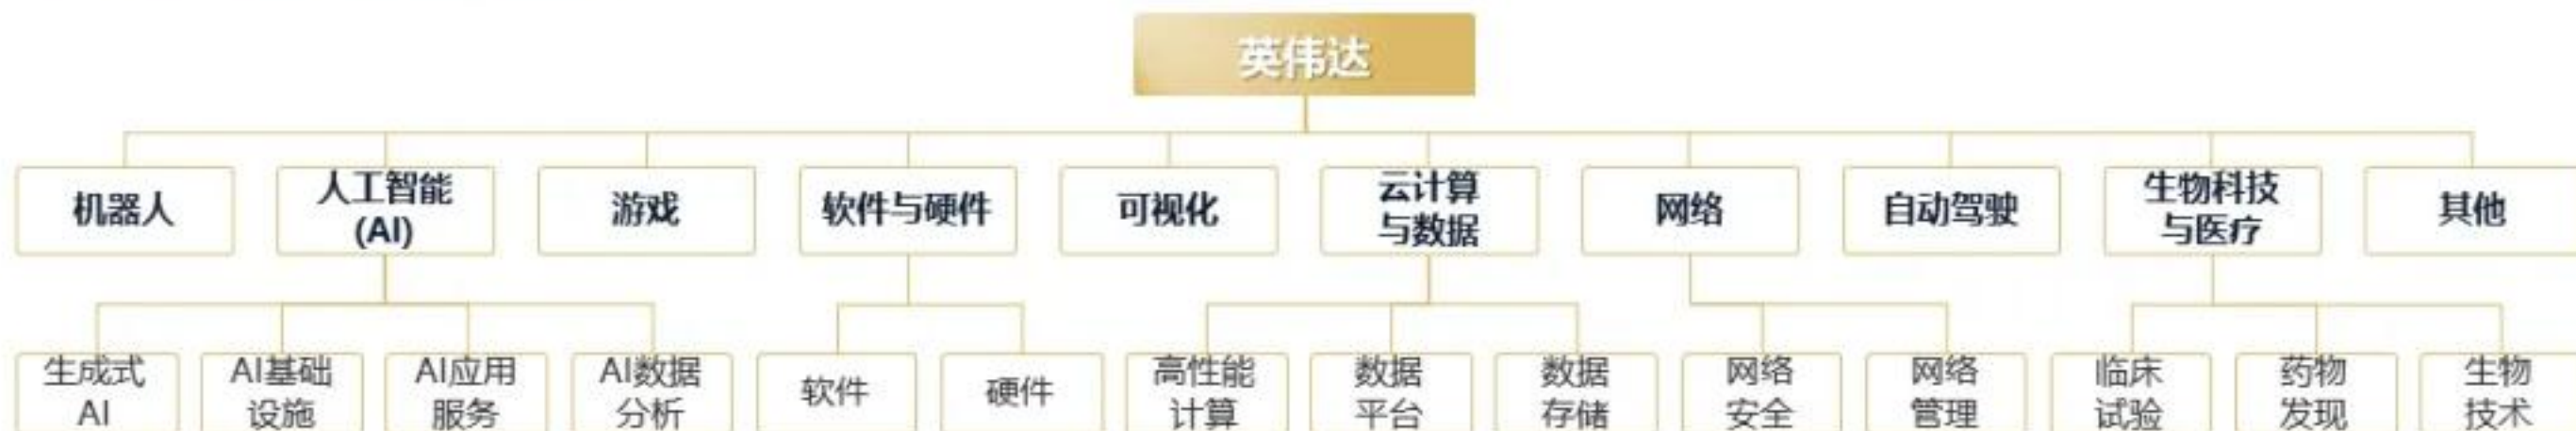 英伟达
机器人
人工智能
(AI)
游戏
软件与硬件
可视化
云计算
与数据
网络
自动驾驶
生物科技
与医疗
其他
生成式
AI
AI基础
设施
AI应用
服务
AI数据
分析
软件
硬件
高性能
计算
数据
平台
数据
存储
网络
安全
网络
管理
临床
试验
药物
发现
生物
技术